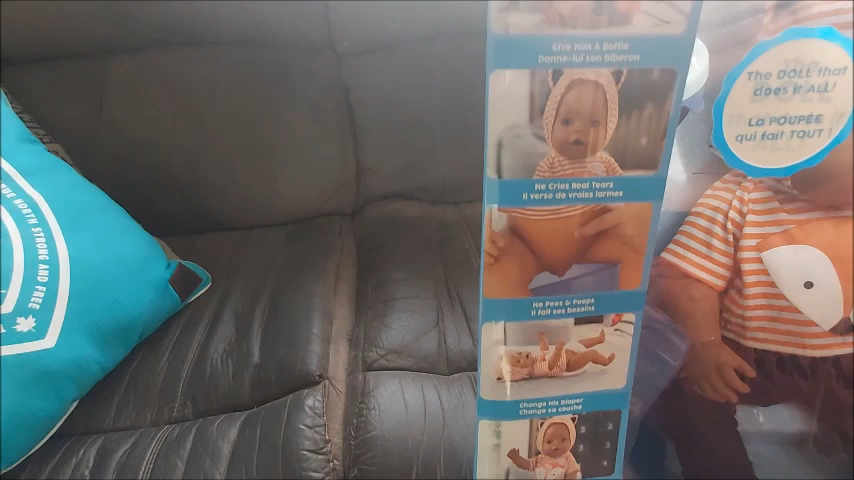 TRUE NORTH STRONG AND FREE
Give Him A Bottle
Donne-lui son biberon
The DOLL that
does it ALL!
La POUPÉE
qui fait TOUT !
He Cries Real Tears
Il verse de vraies larmes
He Pees & Poops
Il fait ses besoins
Change His Diaper
Change sa couche